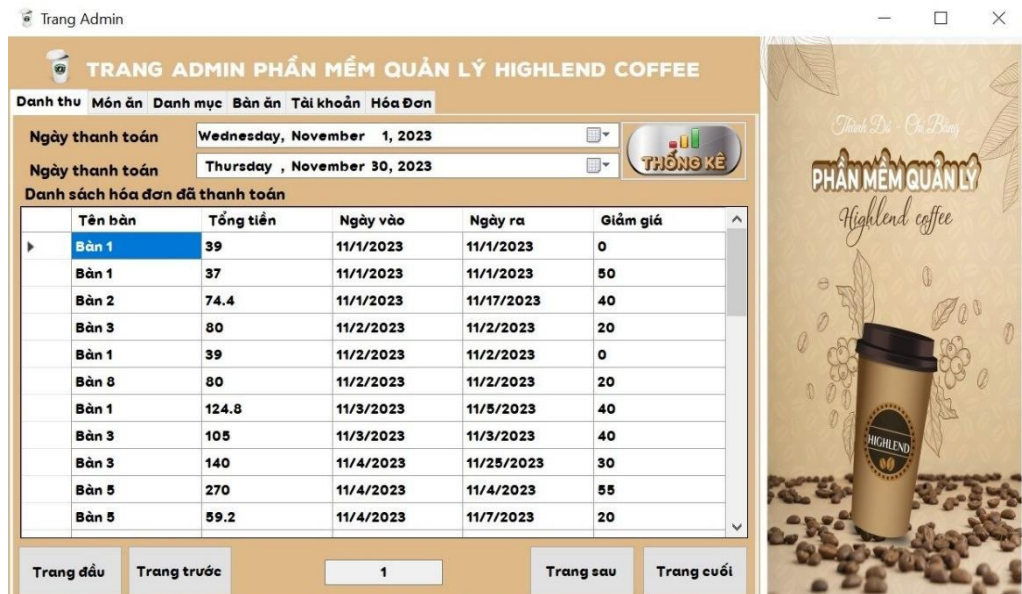 Trang Admin
TRANG ADMIN PHẦN MỀM QUẢN LÝ HIGHLEND COFFEE
Danh thu Món ăn Danh mục Bàn ăn Tài khoản Hóa Đơn
Ngày thanh toán Wednesday, November 1, 2023
Ngày thanh toán Thursday , November 30, 2023
THỐNG KÊ
Danh sách hóa đơn đã thanh toán
Tên bàn Tổng tiền Ngày vào Ngày ra Giảm giá
Bàn 1 39 11/1/2023 11/1/2023 0
Bàn 1 37 11/1/2023 11/1/2023 50
Bàn 2 74.4 11/1/2023 11/17/2023 40
Bàn 3 80 11/2/2023 11/2/2023 20
Bàn 1 39 11/2/2023 11/2/2023 0
Bàn 8 80 11/2/2023 11/2/2023 20
Bàn 1 124.8 11/3/2023 11/5/2023 40
Bàn 3 105 11/3/2023 11/3/2023 40
Bàn 3 140 11/4/2023 11/25/2023 30
Bàn 5 270 11/4/2023 11/4/2023 55
Bàn 5 59.2 11/4/2023 11/7/2023 20
Trang đầu Trang trước 1 Trang sau Trang cuối
PHẦN MỀM QUẢN LÝ
Highlend coffee
HIGHLEND